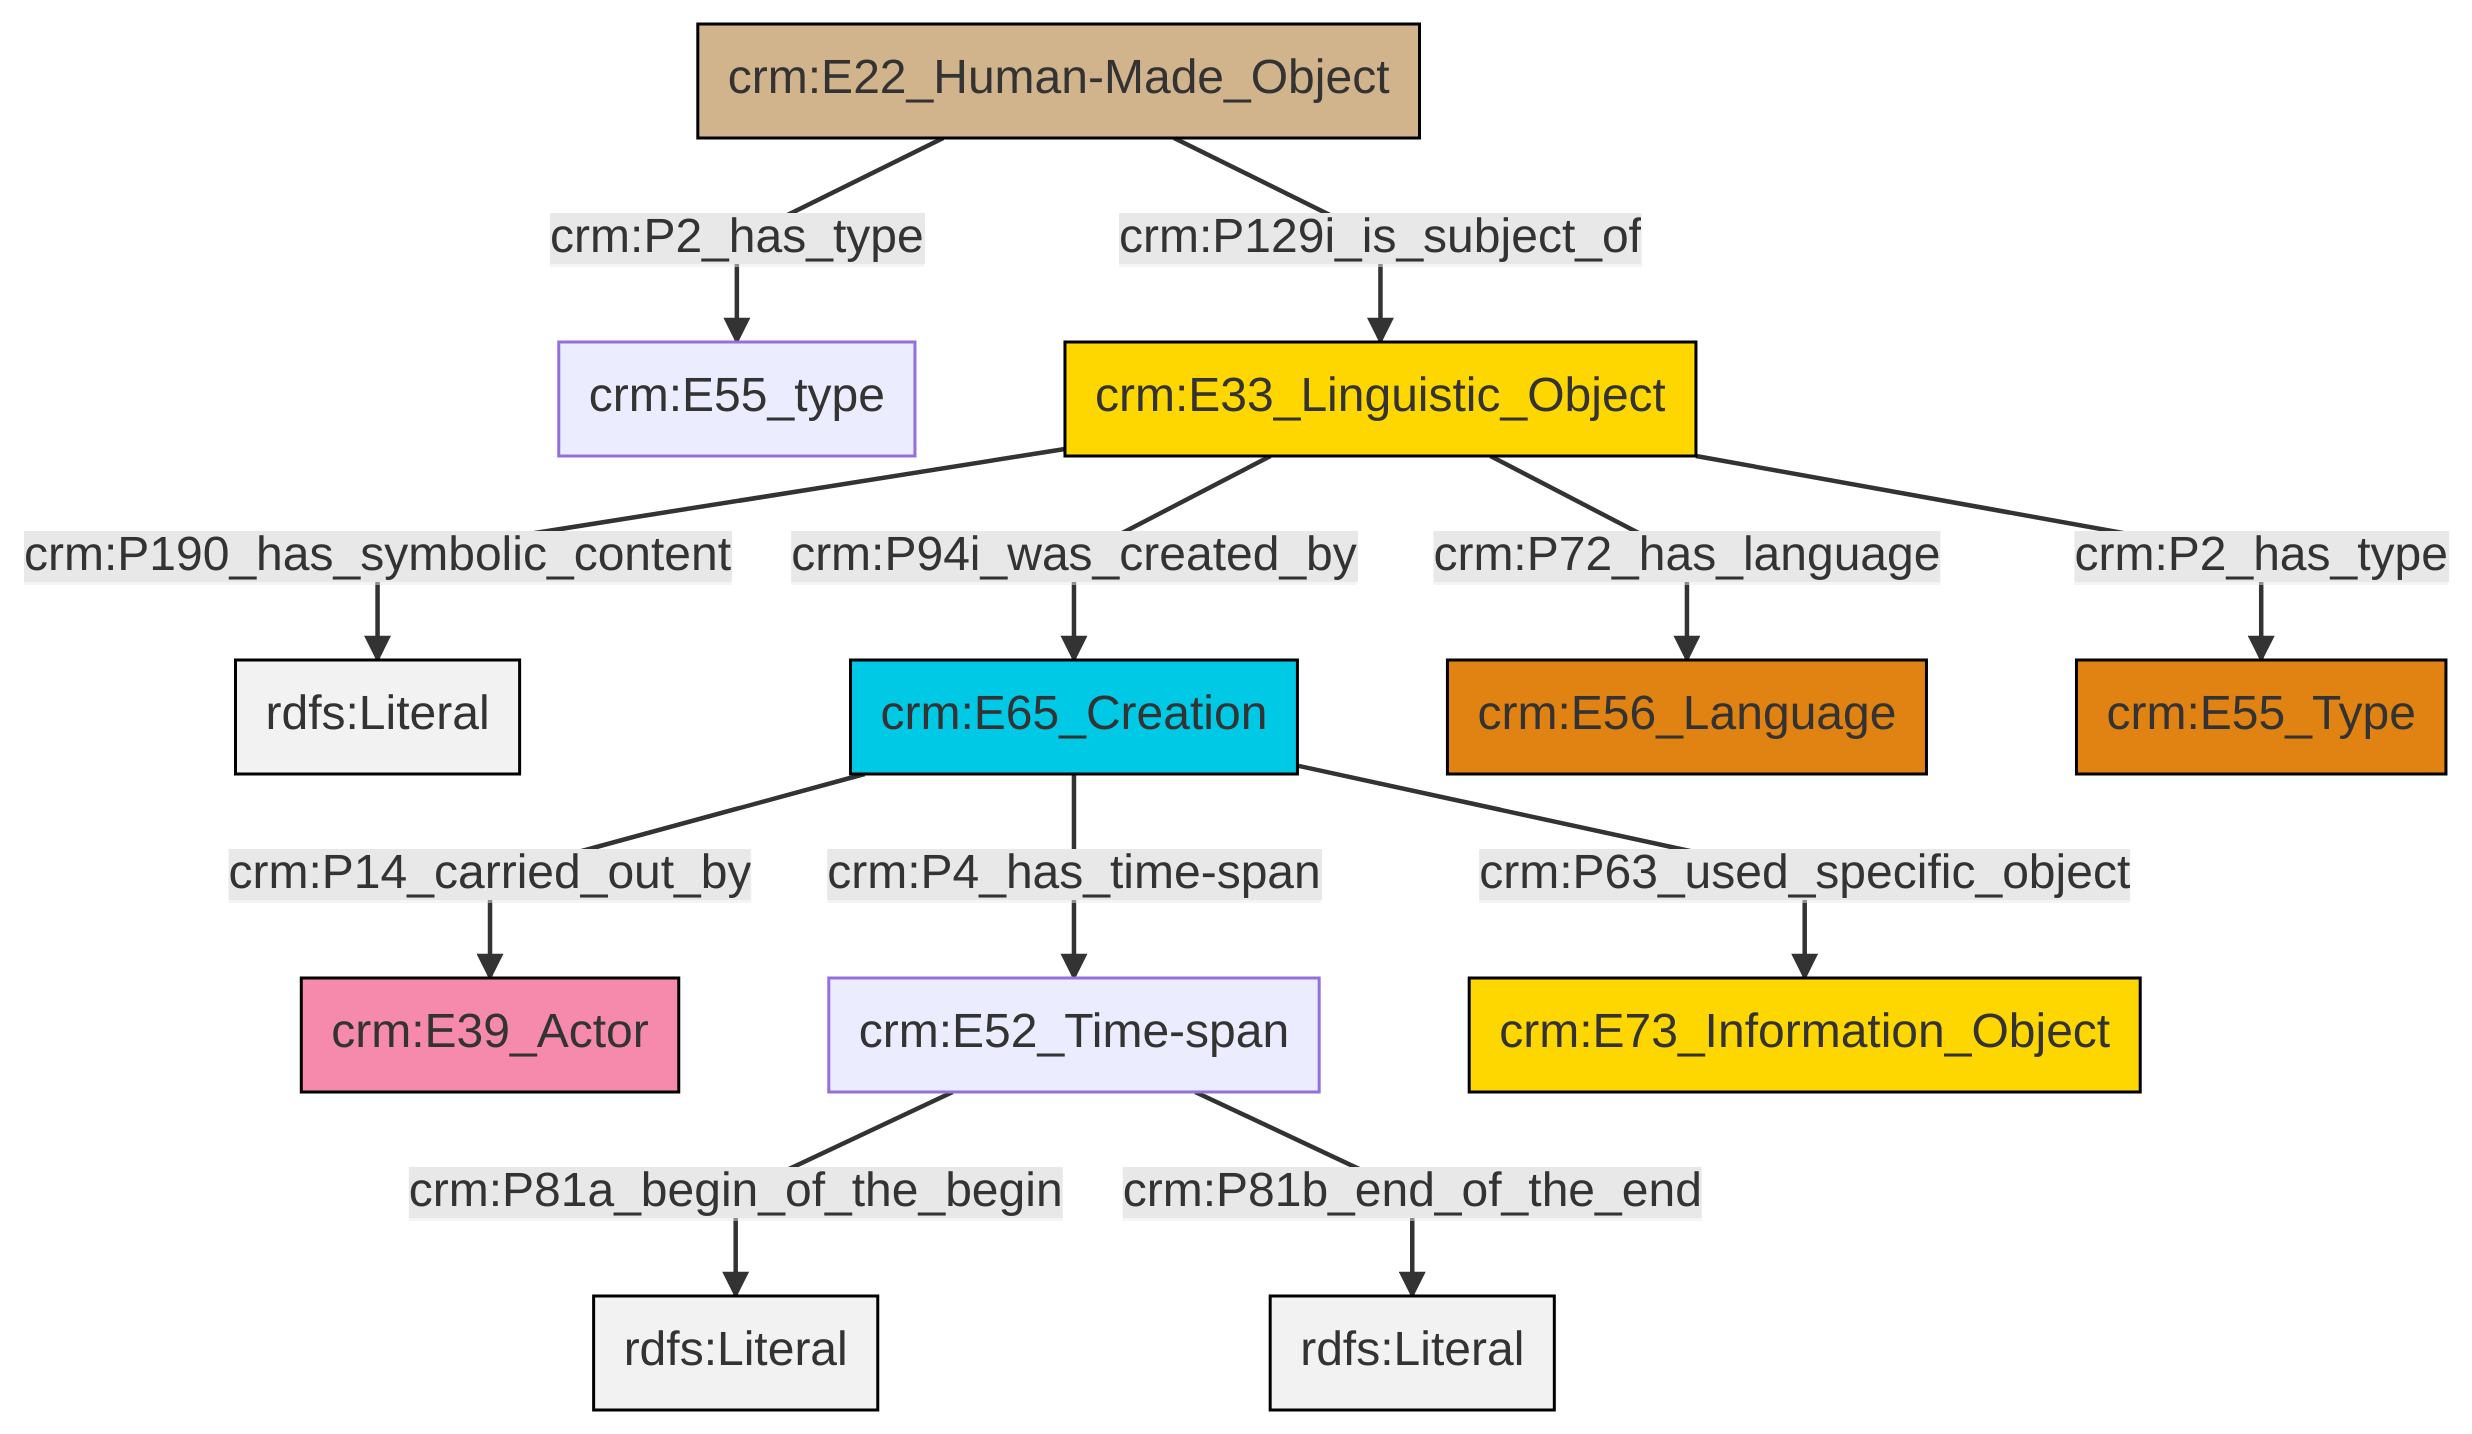 crm:E22_Human-Made_Object
crm:P2_has_type
crm:P129i_is_subject_of
crm:E55_type
crm:E33_Linguistic_Object
crm:P190_has_symbolic_content
crm:P94i_was_created_by
crm:P72_has_language
crm:P2_has_type
rdfs:Literal
crm:E65_Creation
crm:E56_Language
crm:E55_Type
crm:P14_carried_out_by
crm:P4_has_time-span
crm:P63_used_specific_object
crm:E39_Actor
crm:E52_Time-span
crm:E73_Information_Object
crm:P81a_begin_of_the_begin
crm:P81b_end_of_the_end
rdfs:Literal
rdfs:Literal